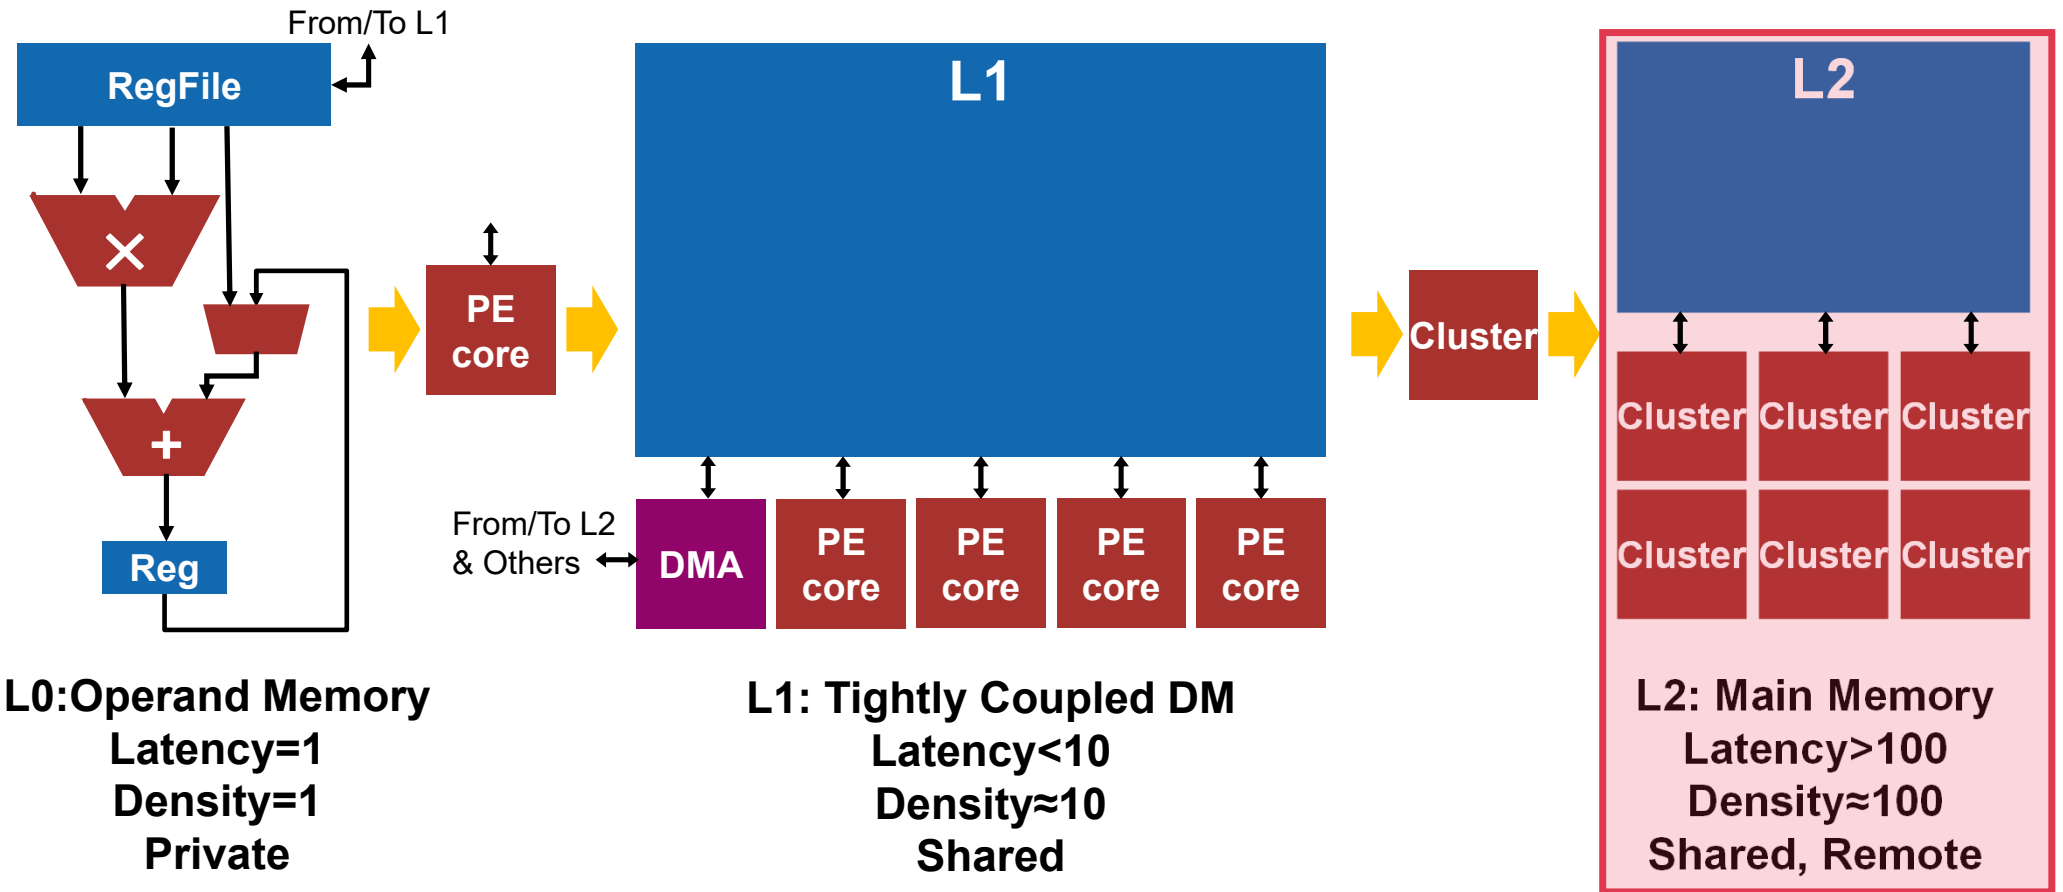 From/To L1
RegFile
×
+
Reg
PE
core
L1
From/To L2
& Others
DMA
PE
core
PE
core
PE
core
PE
core
Cluster
L2
Cluster
Cluster
Cluster
Cluster
Cluster
Cluster
L0:Operand Memory
Latency=1
Density=1
Private
L1: Tightly Coupled DM
Latency<10
Density≈10
Shared
L2: Main Memory
Latency>100
Density≈100
Shared, Remote